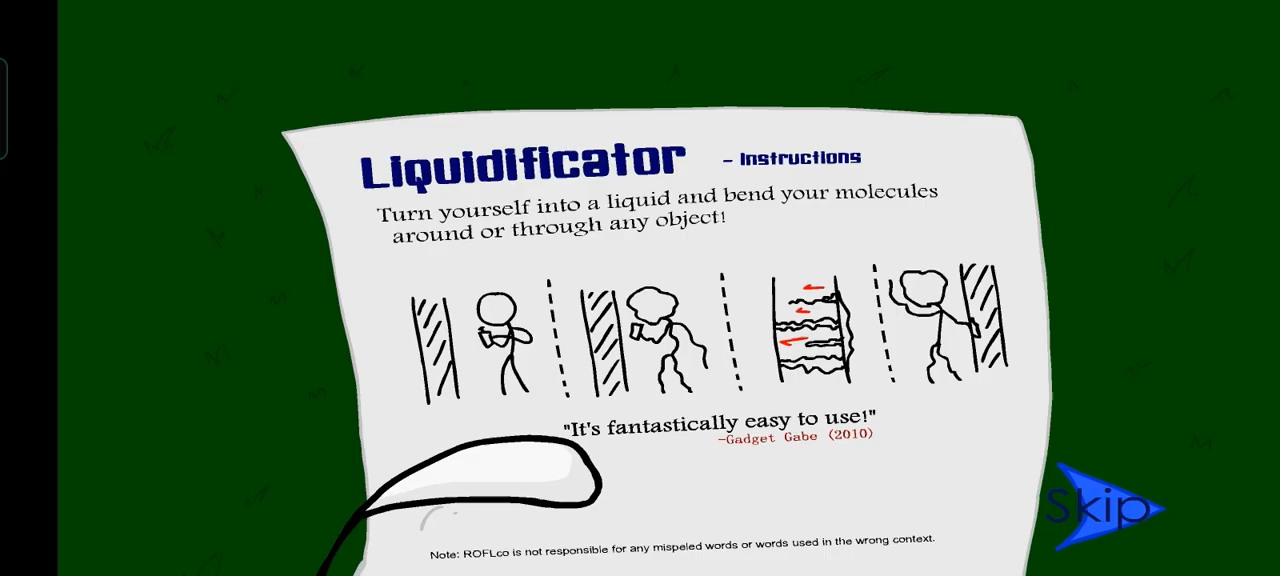 Liquidificator - Instructions
Turn yourself into a liquid and bend your molecules
around or through any object!
"It's fantastically easy to use!"
-Gadget Gabe (2010)
Skip
Note: ROFLco is not responsible for any mispeled words or words used in the wrong context.